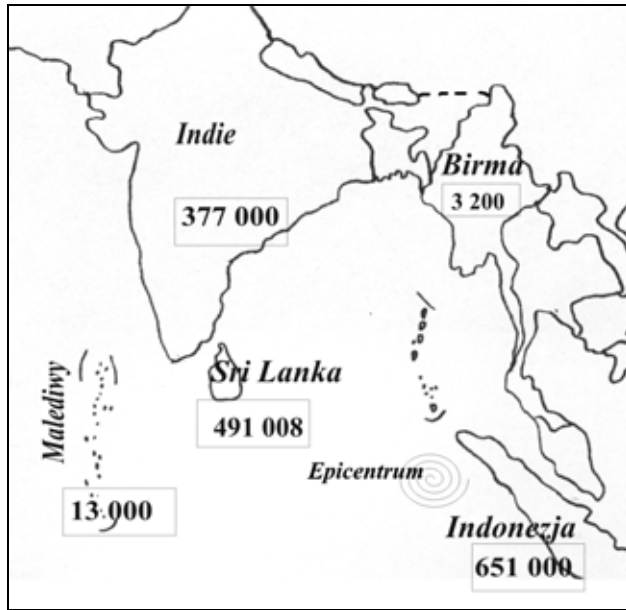 Indie
377 000
Birma
3 200
Sri Lanka
491 008
Malediwy
13 000
Epicentrum
Indonezja
651 000